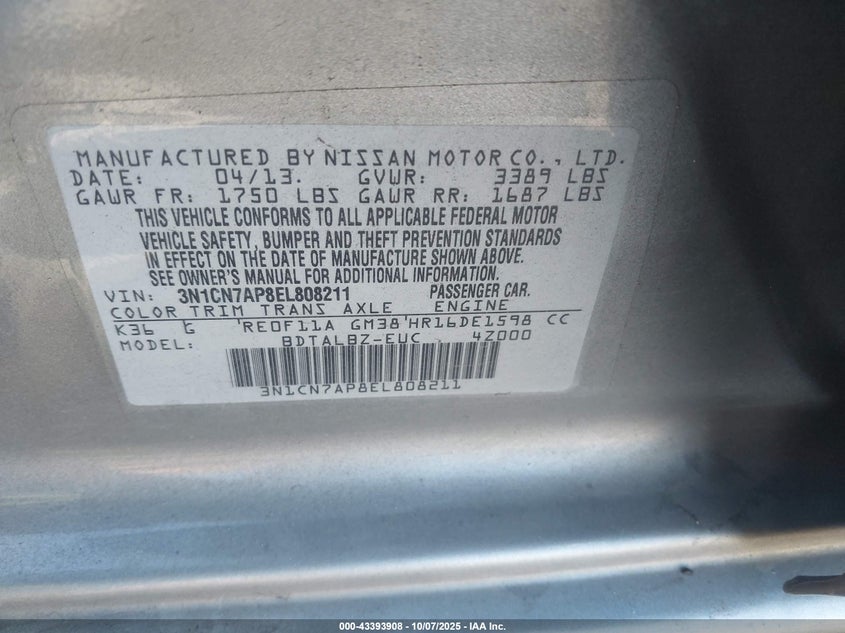 MANUFACTURED BY NISSAN MOTOR CO., LTD.
DATE: 04/13. GVWR: 3389 LBS
GAWR FR: 1750 LBS GAWR RR: 1687 LBS
THIS VEHICLE CONFORMS TO ALL APPLICABLE FEDERAL MOTOR
VEHICLE SAFETY, BUMPER AND THEFT PREVENTION STANDARDS
IN EFFECT ON THE DATE OF MANUFACTURE SHOWN ABOVE.
SEE OWNER'S MANUAL FOR ADDITIONAL INFORMATION.
VIN: 3N1CN7AP8EL808211 PASSENGER CAR.
COLOR TRIM TRANS AXLE ENGINE
K36 G 'RE0F11A GM38'HR16DE1598 CC
MODEL: BDTALBZ-EUC 4Z000
3N1CN7AP8EL808211
000-43393908 - 10/07/2025 - IAA Inc.